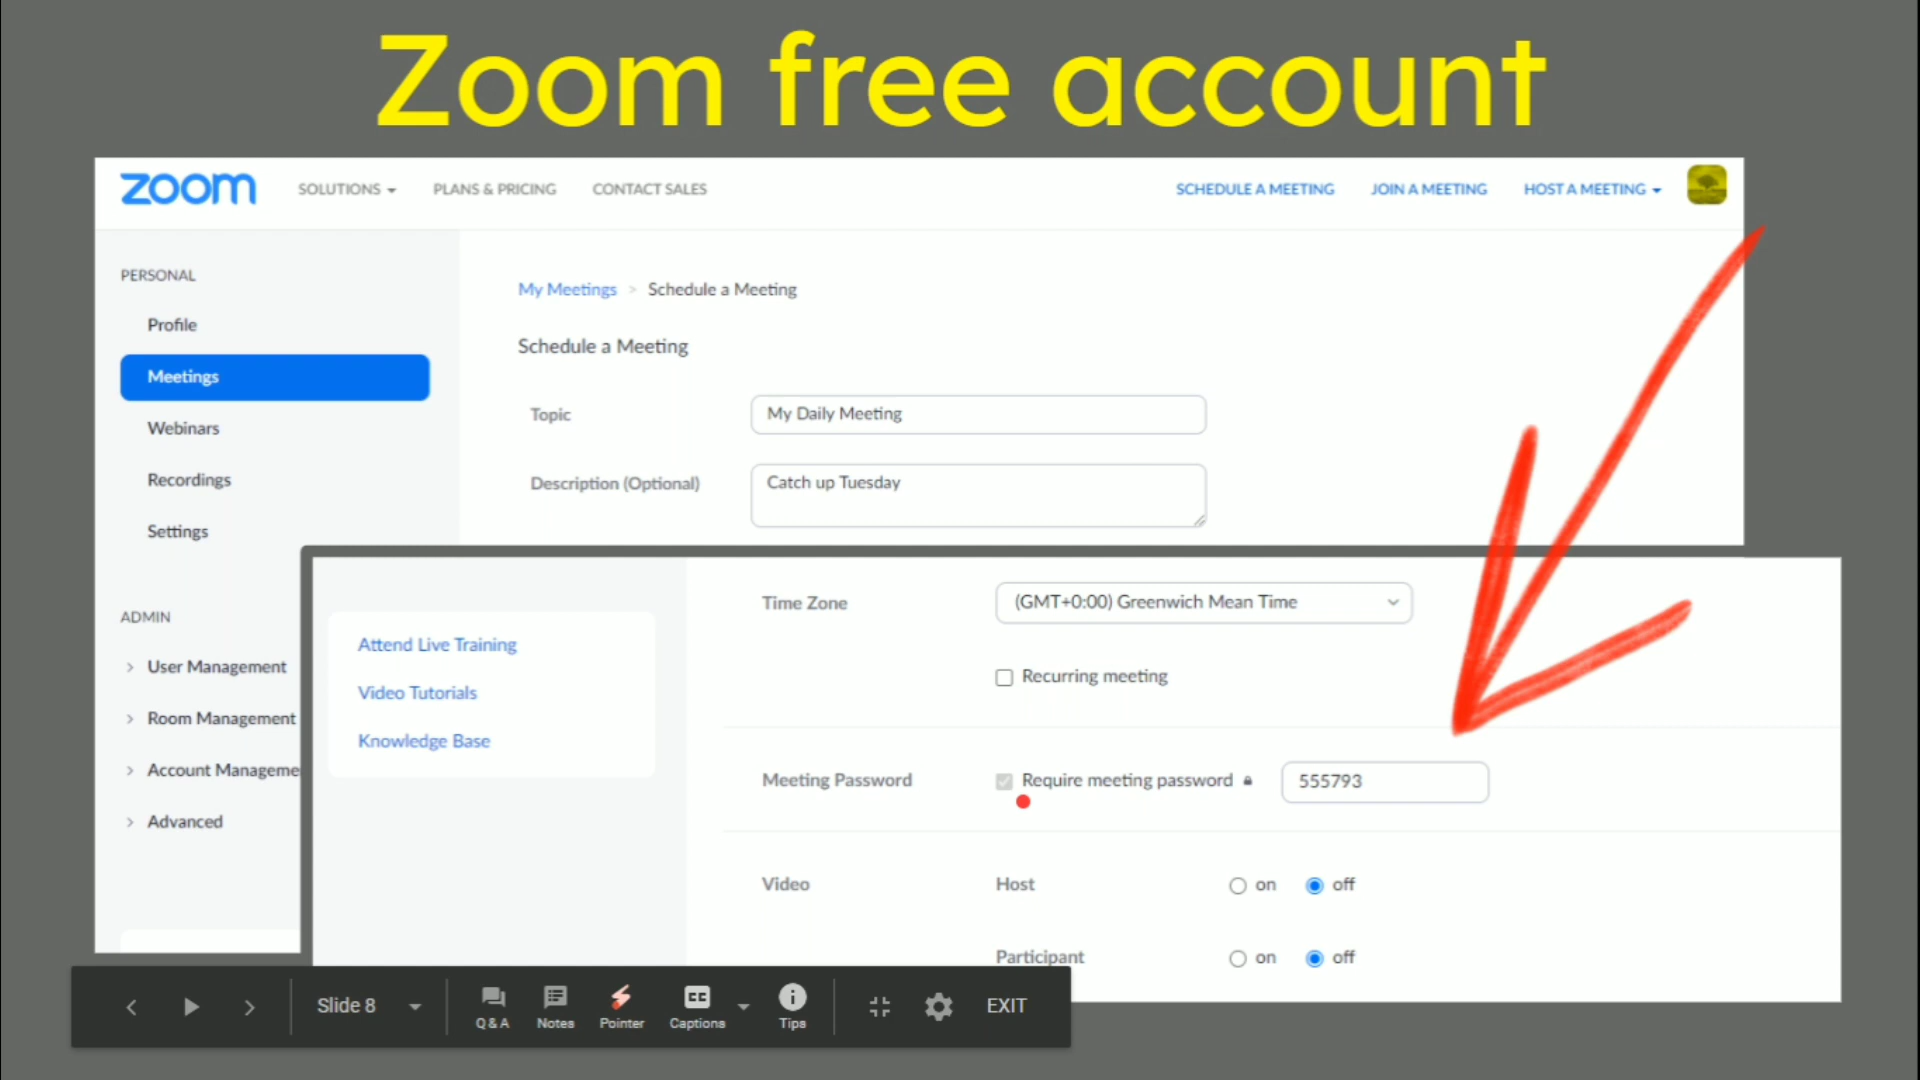 Zoom free account
zoom SOLUTIONS PLANS & PRICING CONTACT SALES SCHEDULE A MEETING JOIN A MEETING HOST A MEETING
PERSONAL
Profile
Meetings
Webinars
Recordings
Settings
ADMIN
User Management
Room Management
Account Manageme
Advanced
My Meetings > Schedule a Meeting
Schedule a Meeting
Topic My Daily Meeting
Description (Optional) Catch up Tuesday
Attend Live Training
Video Tutorials
Knowledge Base
Time Zone (GMT+0:00) Greenwich Mean Time
Recurring meeting
Meeting Password Require meeting password 555793
Video Host on off
Participant on off
Slide 8 Q & A Notes Pointer CC Captions Tips EXIT